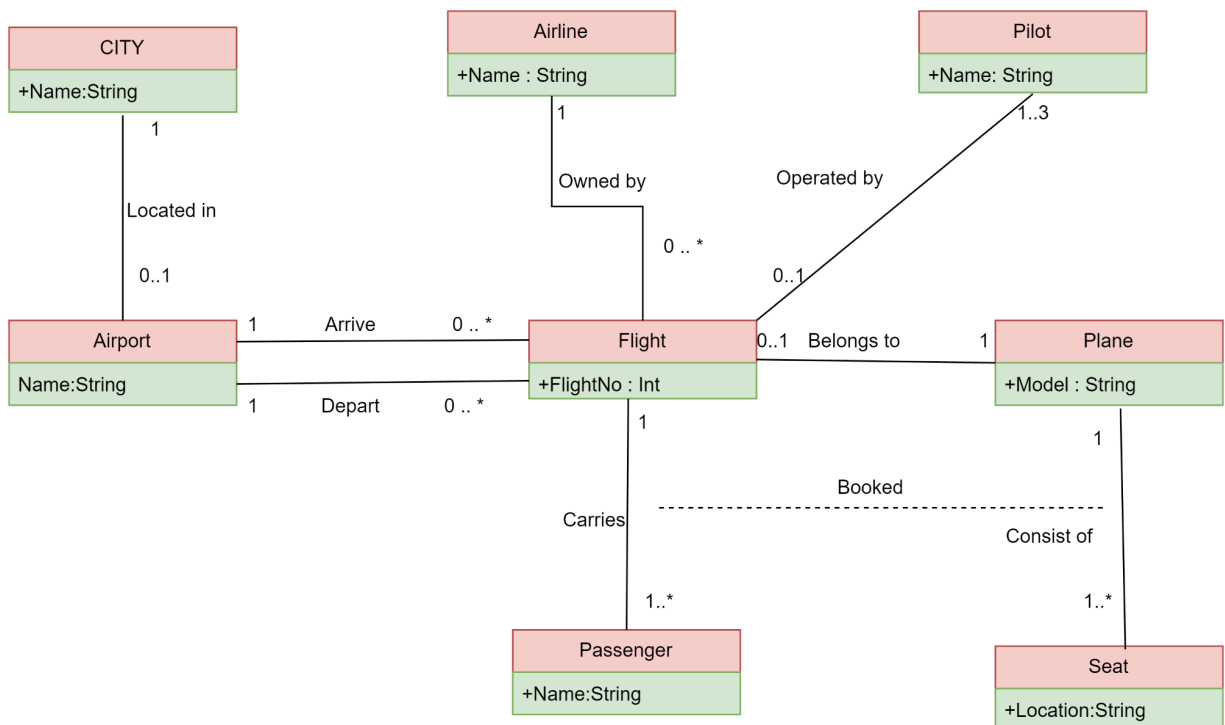 CITY
+Name:String
Airline
+Name : String
Pilot
+Name: String
1
1
1..3
Located in
Owned by
Operated by
0..1
0 .. *
0..1
Airport
Name:String
1
Arrive
0 .. *
1
Depart
0 .. *
Flight
+FlightNo : Int
0..1
Belongs to
1
Plane
+Model : String
1
1
Carries
Booked
Consist of
1..*
1..*
Passenger
+Name:String
Seat
+Location:String